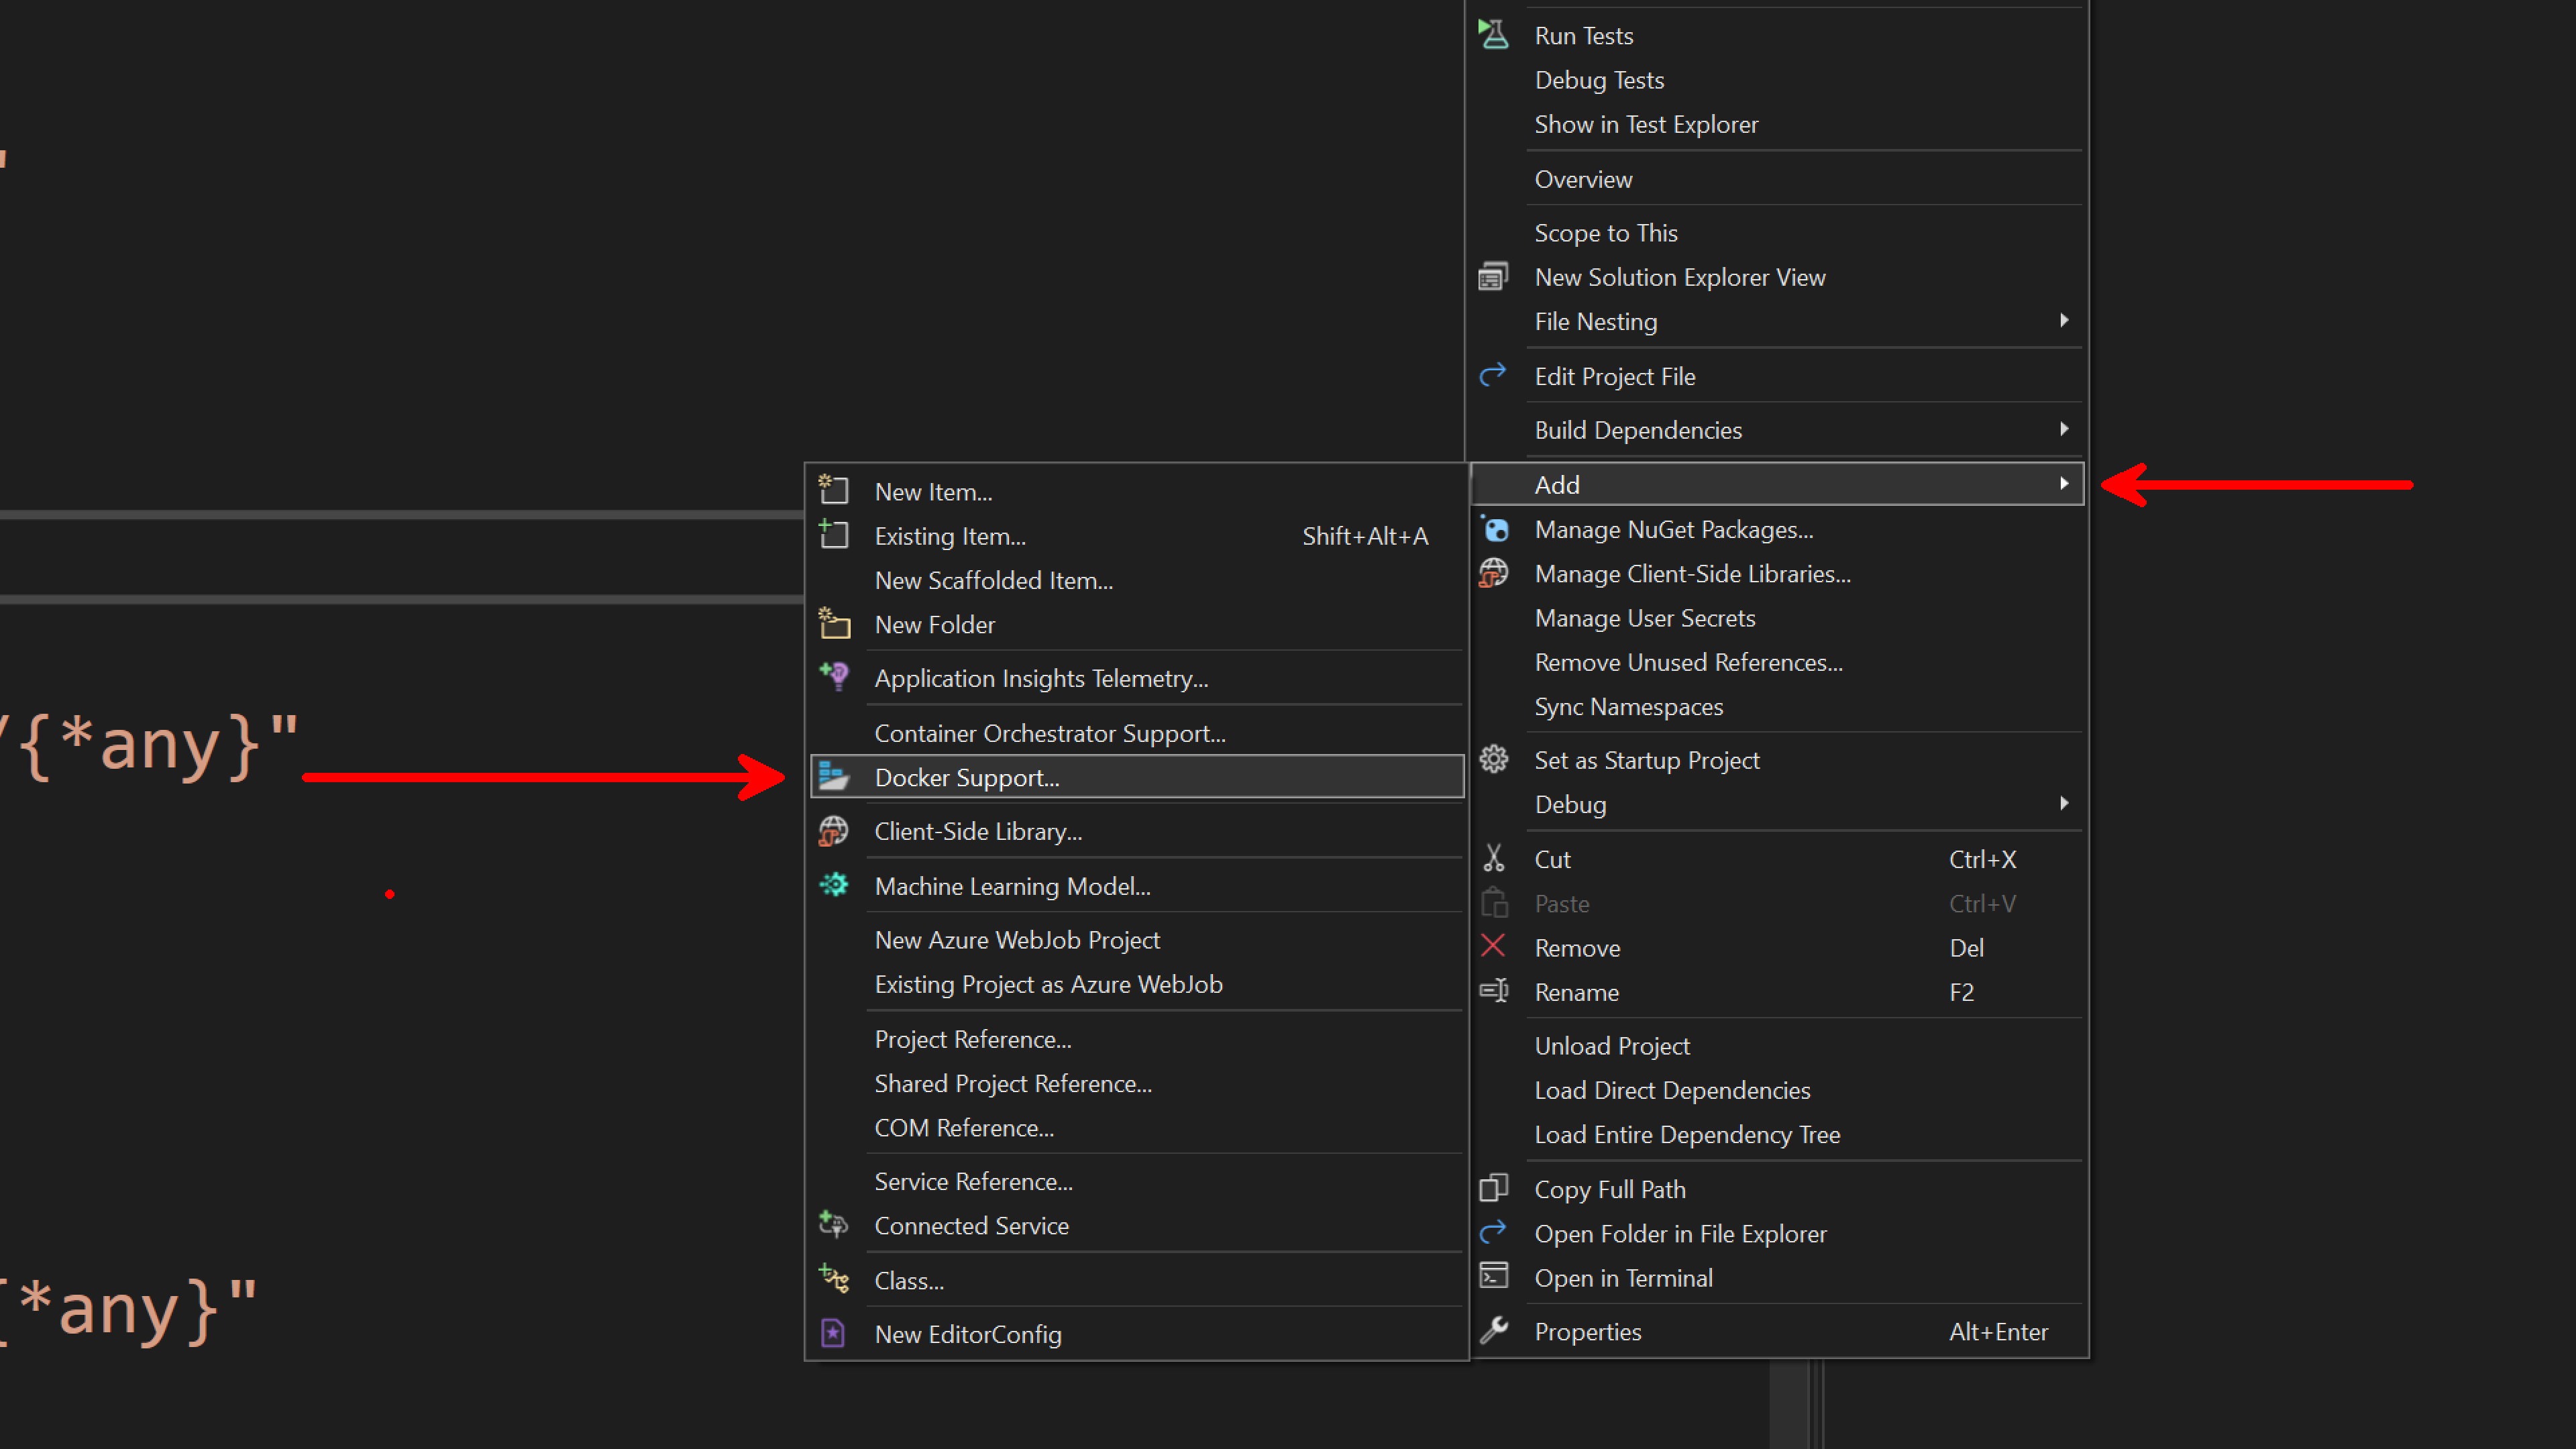 "
/{*any}"
{*any}"
Run Tests
Debug Tests
Show in Test Explorer
Overview
Scope to This
New Solution Explorer View
File Nesting
Edit Project File
Build Dependencies
Add
Manage NuGet Packages...
Manage Client-Side Libraries...
Manage User Secrets
Remove Unused References...
Sync Namespaces
Set as Startup Project
Debug
Cut Ctrl+X
Paste Ctrl+V
Remove Del
Rename F2
Unload Project
Load Direct Dependencies
Load Entire Dependency Tree
Copy Full Path
Open Folder in File Explorer
Open in Terminal
Properties Alt+Enter
New Item...
Existing Item... Shift+Alt+A
New Scaffolded Item...
New Folder
Application Insights Telemetry...
Container Orchestrator Support...
Docker Support...
Client-Side Library...
Machine Learning Model...
New Azure WebJob Project
Existing Project as Azure WebJob
Project Reference...
Shared Project Reference...
COM Reference...
Service Reference...
Connected Service
Class...
New EditorConfig